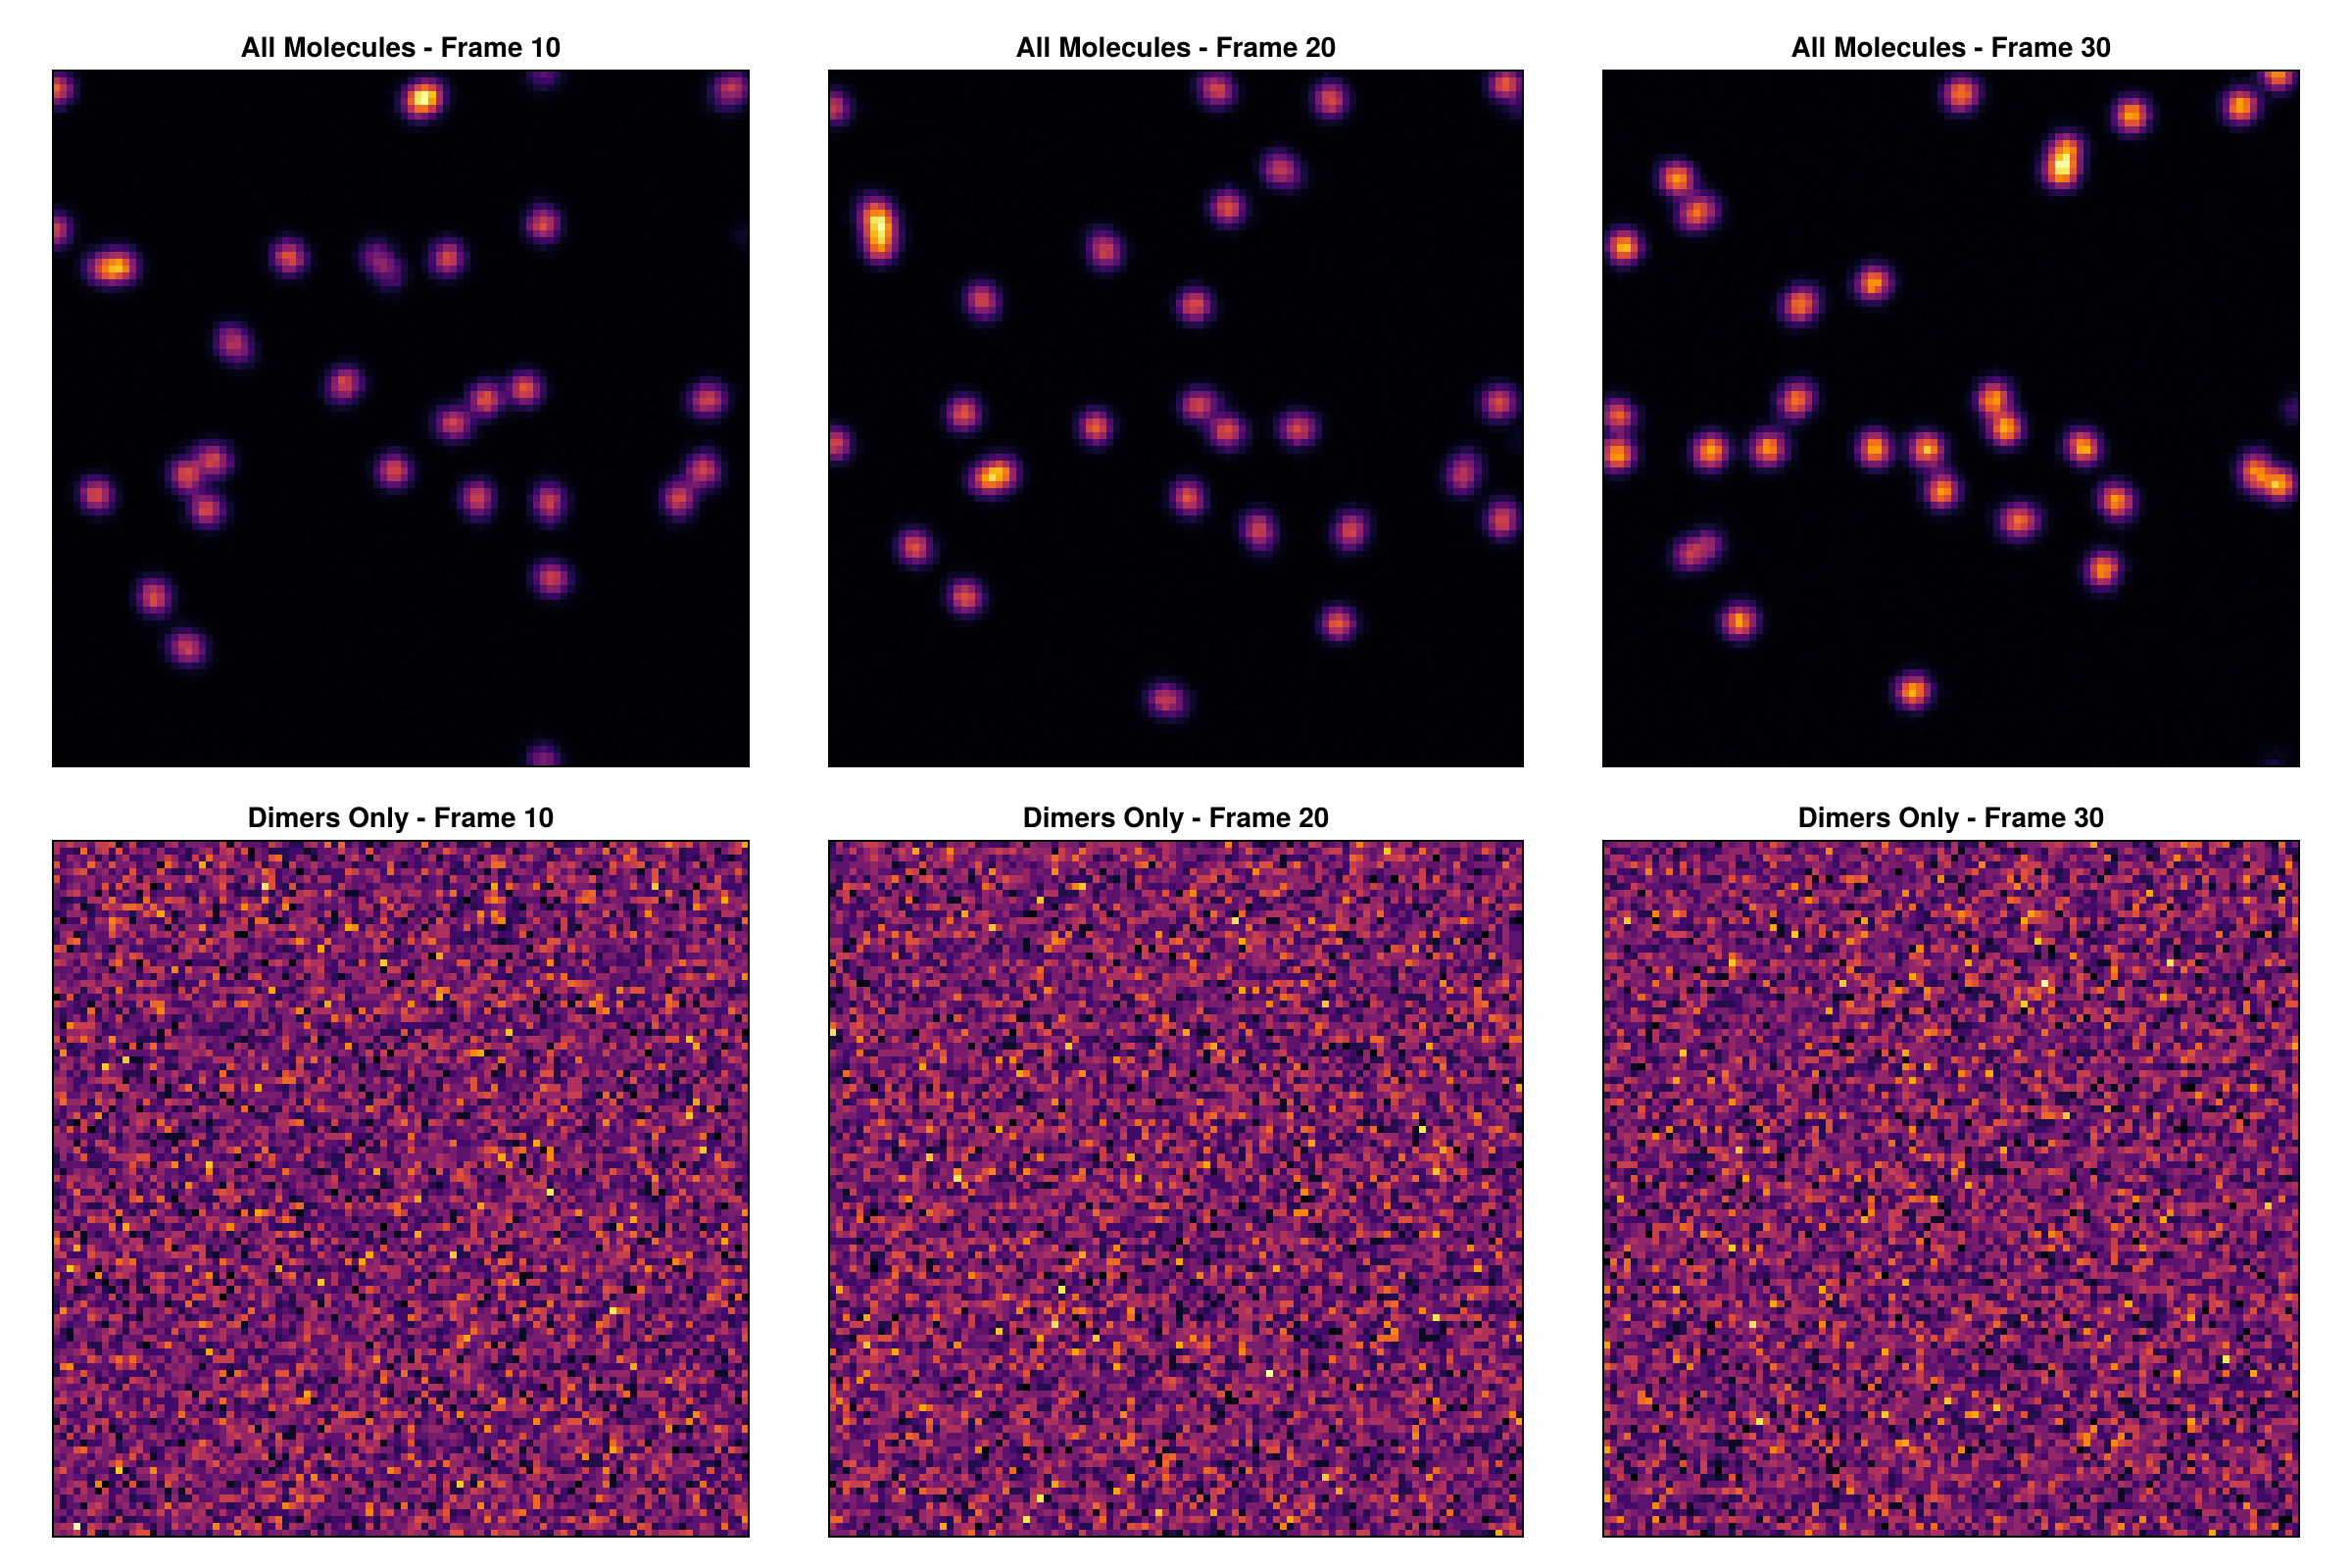 All Molecules - Frame 10
All Molecules - Frame 20
All Molecules - Frame 30
Dimers Only - Frame 10
Dimers Only - Frame 20
Dimers Only - Frame 30